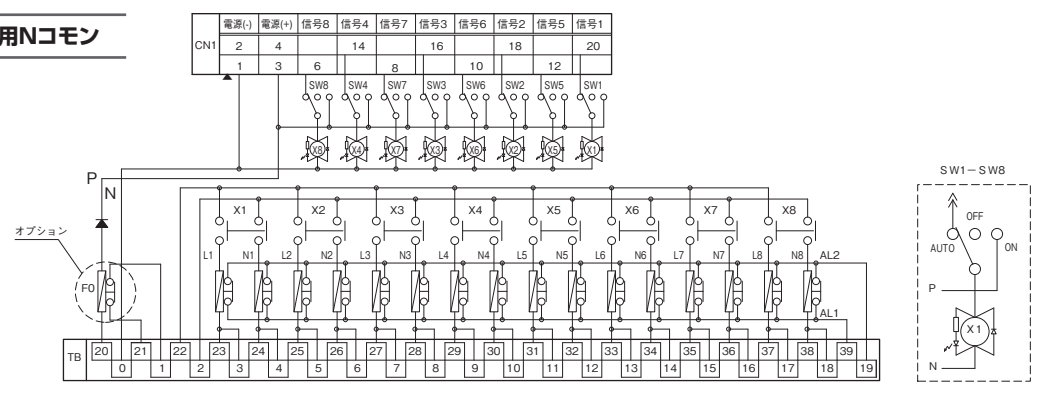 用Nコモン
電源(-) 電源(+) 信号8 信号4 信号7 信号3 信号6 信号2 信号5 信号1
CN1 2 4 14 16 18 20
1 3 6 8 10 12
SW8 SW4 SW7 SW3 SW6 SW2 SW5 SW1
X8 X4 X7 X3 X6 X2 X5 X1
P
N
オプション
F0
X1 X2 X3 X4 X5 X6 X7 X8
L1 N1 L2 N2 L3 N3 L4 N4 L5 N5 L6 N6 L7 N7 L8 N8 AL2
AL1
TB 20 21 22 23 24 25 26 27 28 29 30 31 32 33 34 35 36 37 38 39
0 1 2 3 4 5 6 7 8 9 10 11 12 13 14 15 16 17 18 19
SW1－SW8
OFF
AUTO ON
P
X1
N